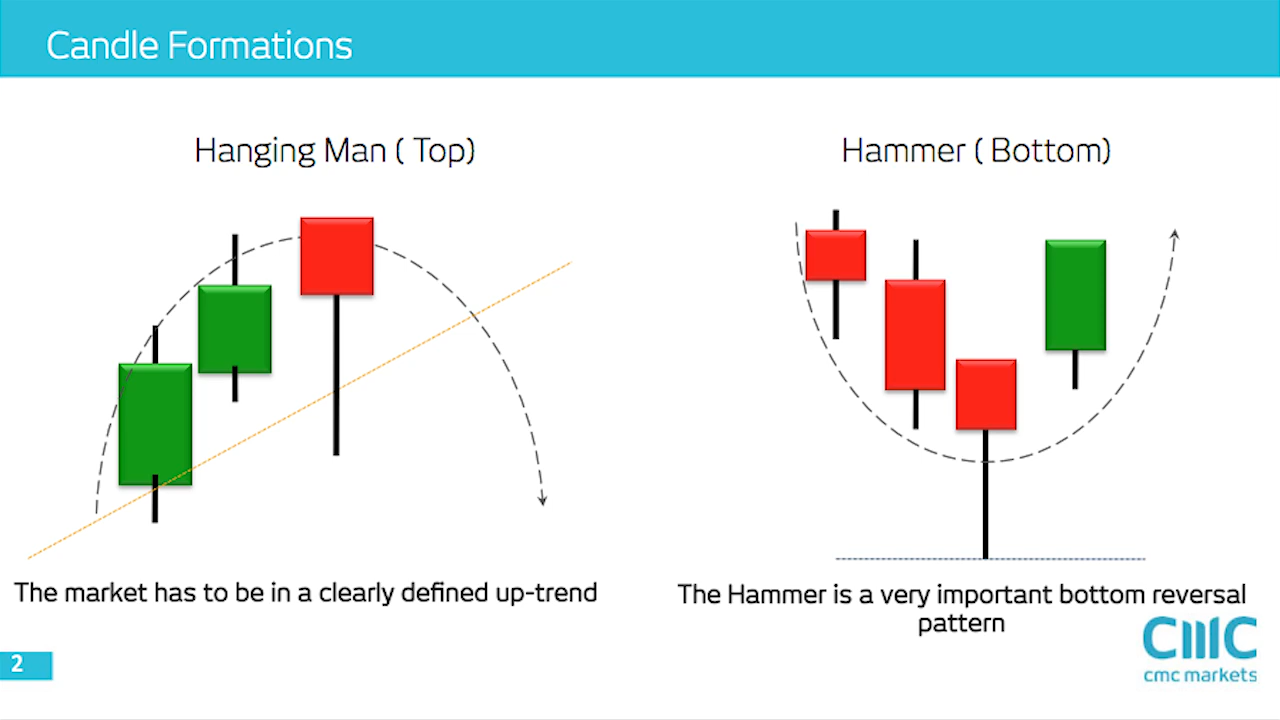 Candle Formations
Hanging Man ( Top)
Hammer ( Bottom)
The market has to be in a clearly defined up-trend
The Hammer is a very important bottom reversal
pattern
2
cmc
cmc markets